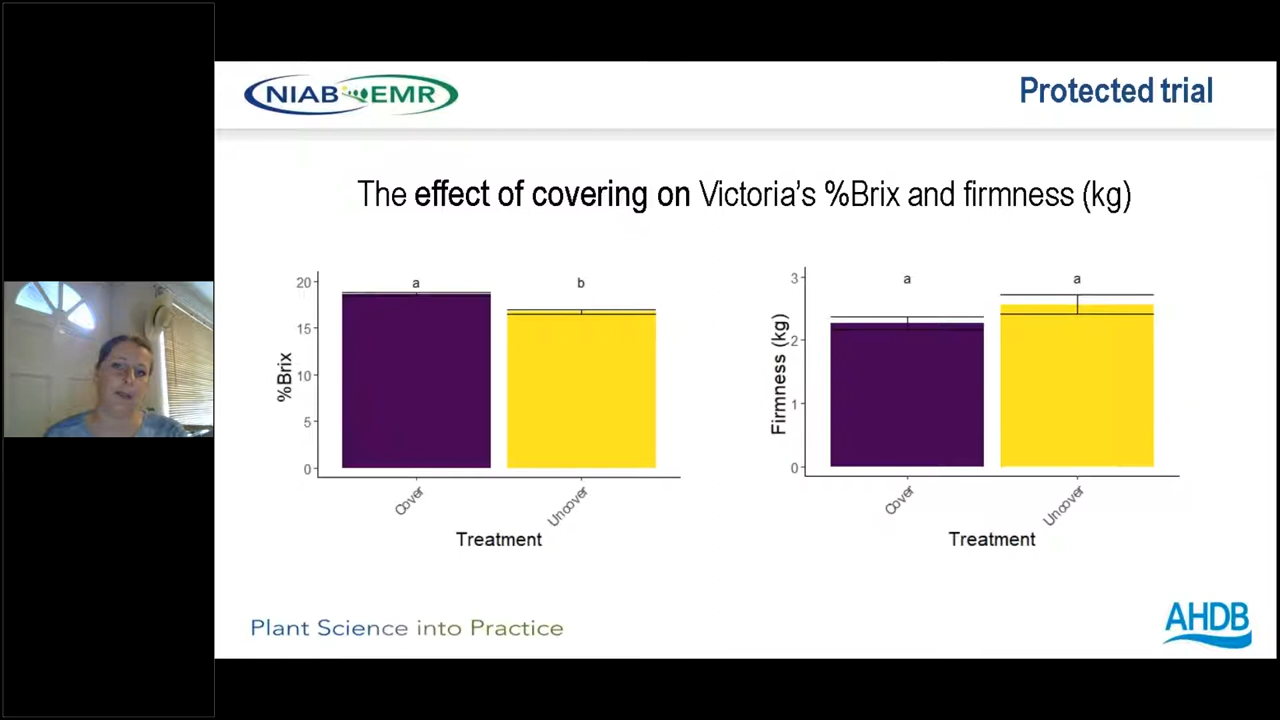 NIAB EMR
Protected trial
The effect of covering on Victoria's %Brix and firmness (kg)
%Brix
20
15
10
5
0
a
b
Cover
Uncover
Treatment
Firmness (kg)
3
2
1
0
a
a
Cover
Uncover
Treatment
Plant Science into Practice
AHDB